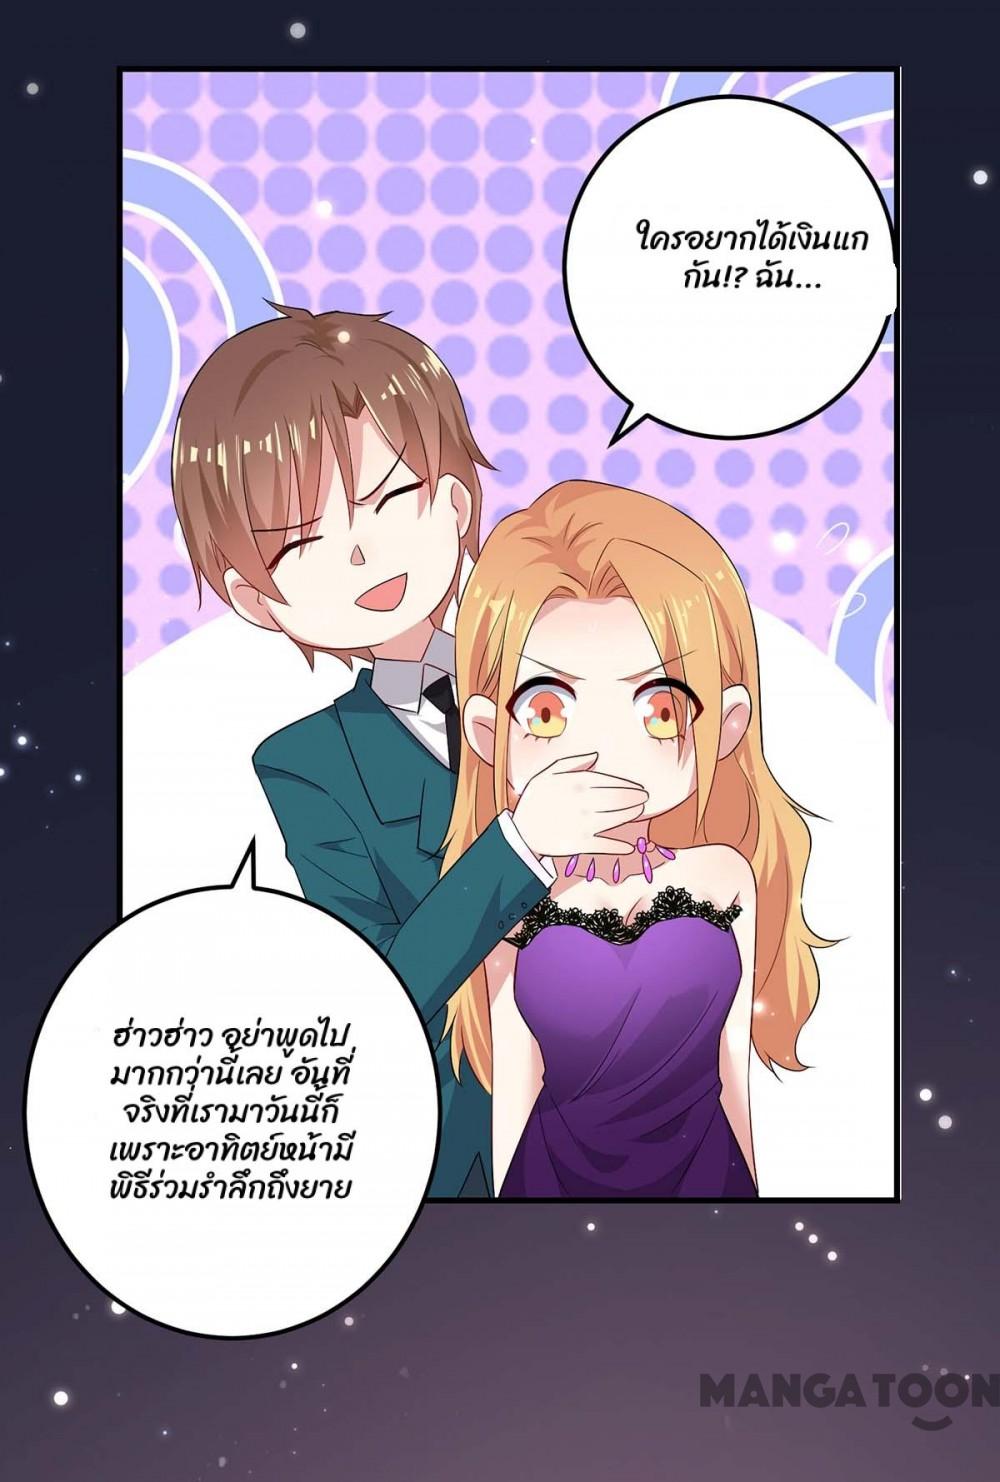 ใครอยากได้เงินแก
กัน!? ฉัน...
ฮ่าวฮ่าว อย่าพูดไป
มากกว่านี้เลย อันที่
จริงที่เรามาวันนี้ก็
เพราะอาทิตย์หน้ามี
พิธีร่วมรำลึกถึงยาย
MANGATOON